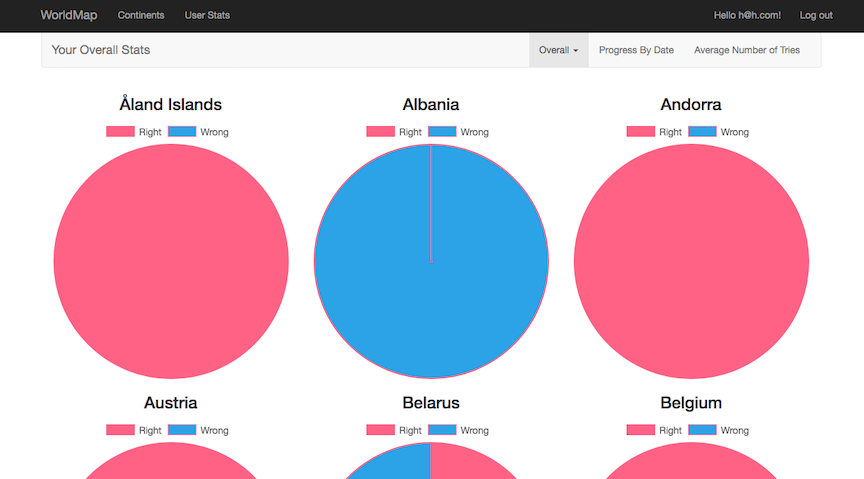 WorldMap Continents User Stats Hello h@h.com! Log out
Your Overall Stats Overall Progress By Date Average Number of Tries
Åland Islands Albania Andorra
Right Wrong Right Wrong Right Wrong
Austria Belarus Belgium
Right Wrong Right Wrong Right Wrong